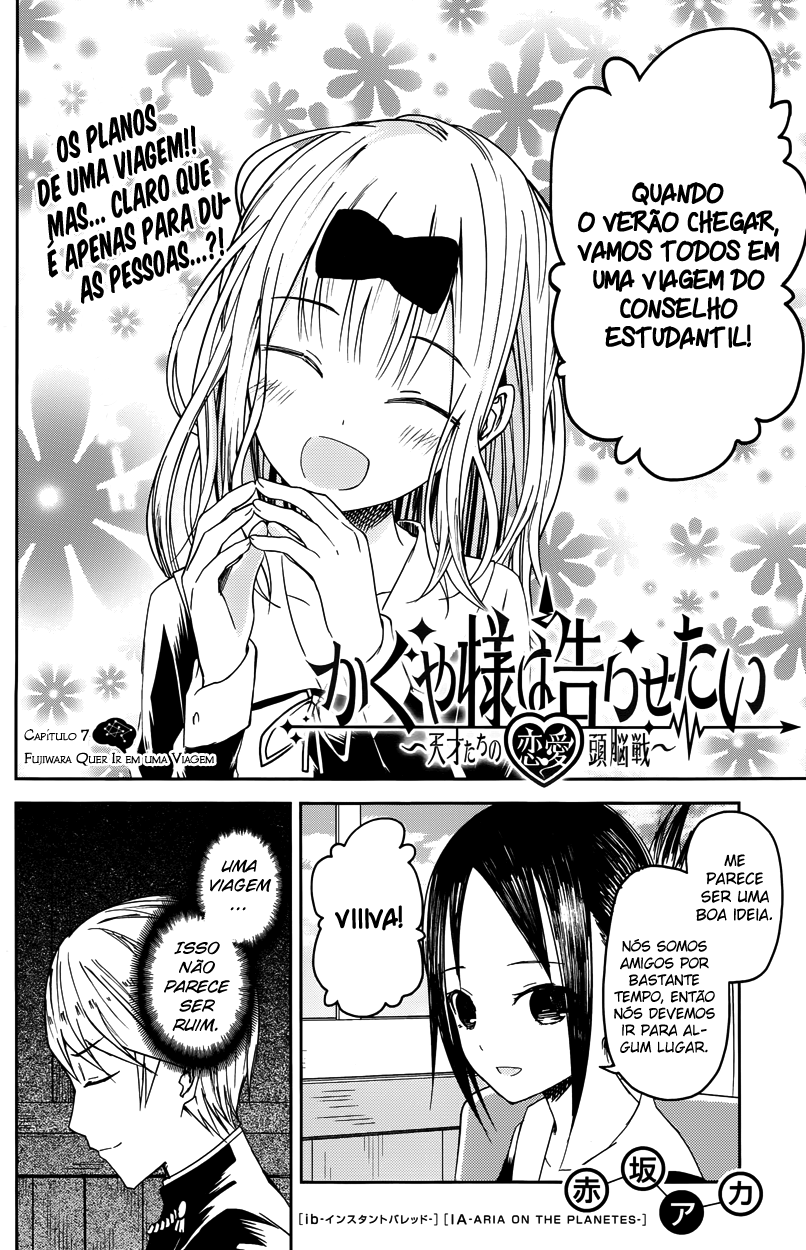 OS PLANOS
DE UMA VIAGEM!!
MAS... CLARO QUE
É APENAS PARA DU-
AS PESSOAS...?!
QUANDO
O VERÃO CHEGAR,
VAMOS TODOS EM
UMA VIAGEM DO
CONSELHO
ESTUDANTIL!
かぐや様は告らせたい
〜天才たちの恋愛頭脳戦〜
CAPÍTULO 7
FUJIWARA QUER IR EM UMA VIAGEM
UMA
VIAGEM
...
ISSO
NÃO
PARECE
SER
RUIM.
VIIIVA!
ME
PARECE
SER UMA
BOA IDEIA.
NÓS SOMOS
AMIGOS POR
BASTANTE
TEMPO, ENTÃO
NÓS DEVEMOS
IR PARA AL-
GUM LUGAR.
赤坂アカ
[ib-インスタントバレット-] [IA-ARIA ON THE PLANETES-]